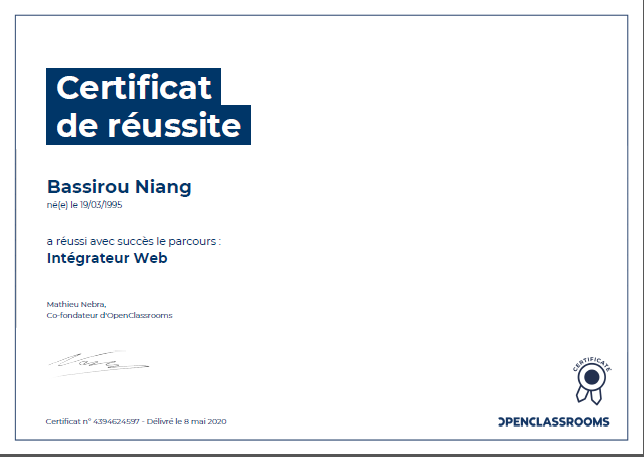 Certificat
de réussite
Bassirou Niang
né(e) le 19/03/1995
a réussi avec succès le parcours :
Intégrateur Web
Mathieu Nebra,
Co-fondateur d'OpenClassrooms
CERTIFICATE
Certificat n° 4394624597 - Délivré le 8 mai 2020
OPENCLASSROOMS